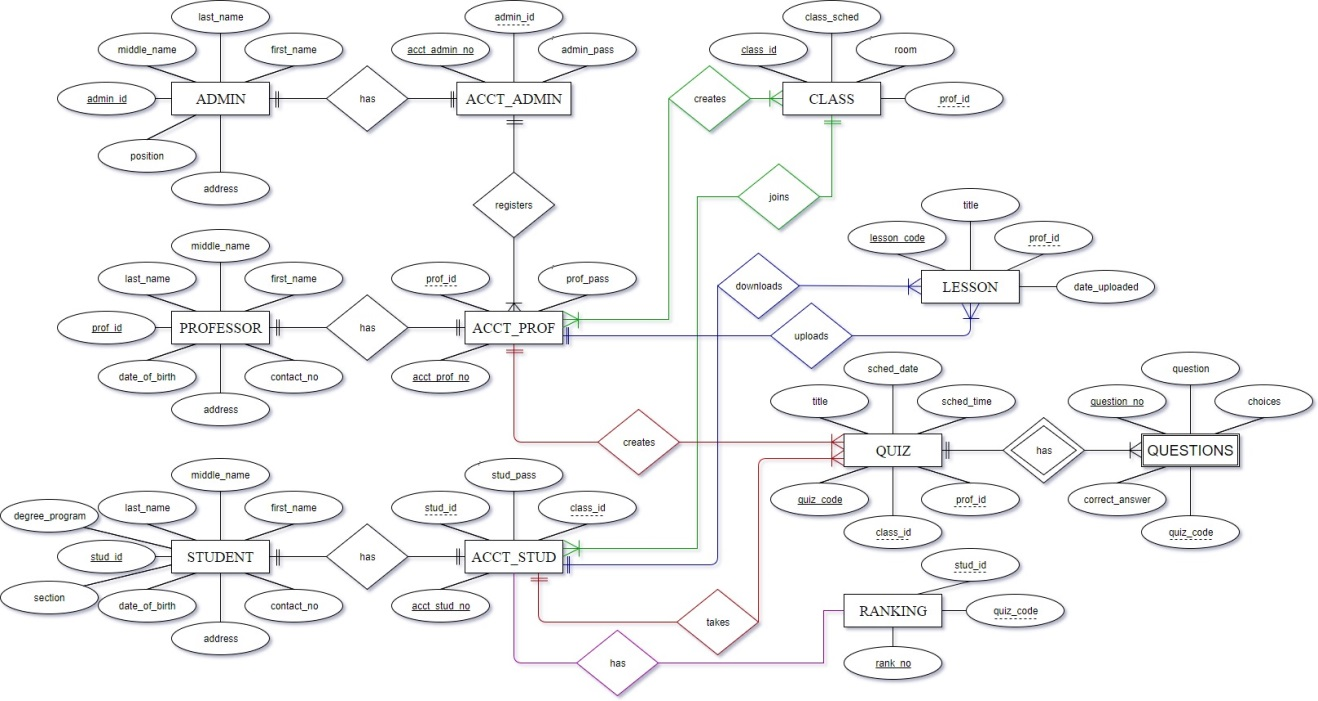 last_name
admin_id
class_sched
middle_name
first_name
acct_admin_no
admin_pass
class_id
room
admin_id
ADMIN
has
ACCT_ADMIN
creates
CLASS
prof_id
position
address
registers
joins
title
middle_name
lesson_code
prof_id
last_name
first_name
prof_id
prof_pass
downloads
LESSON
date_uploaded
prof_id
PROFESSOR
has
ACCT_PROF
uploads
date_of_birth
contact_no
acct_prof_no
sched_date
question
address
title
sched_time
question_no
choices
creates
QUIZ
has
QUESTIONS
middle_name
stud_pass
quiz_code
prof_id
correct_answer
last_name
first_name
stud_id
class_id
degree_program
class_id
quiz_code
stud_id
STUDENT
has
ACCT_STUD
stud_id
section
date_of_birth
contact_no
acct_stud_no
takes
RANKING
quiz_code
address
has
rank_no